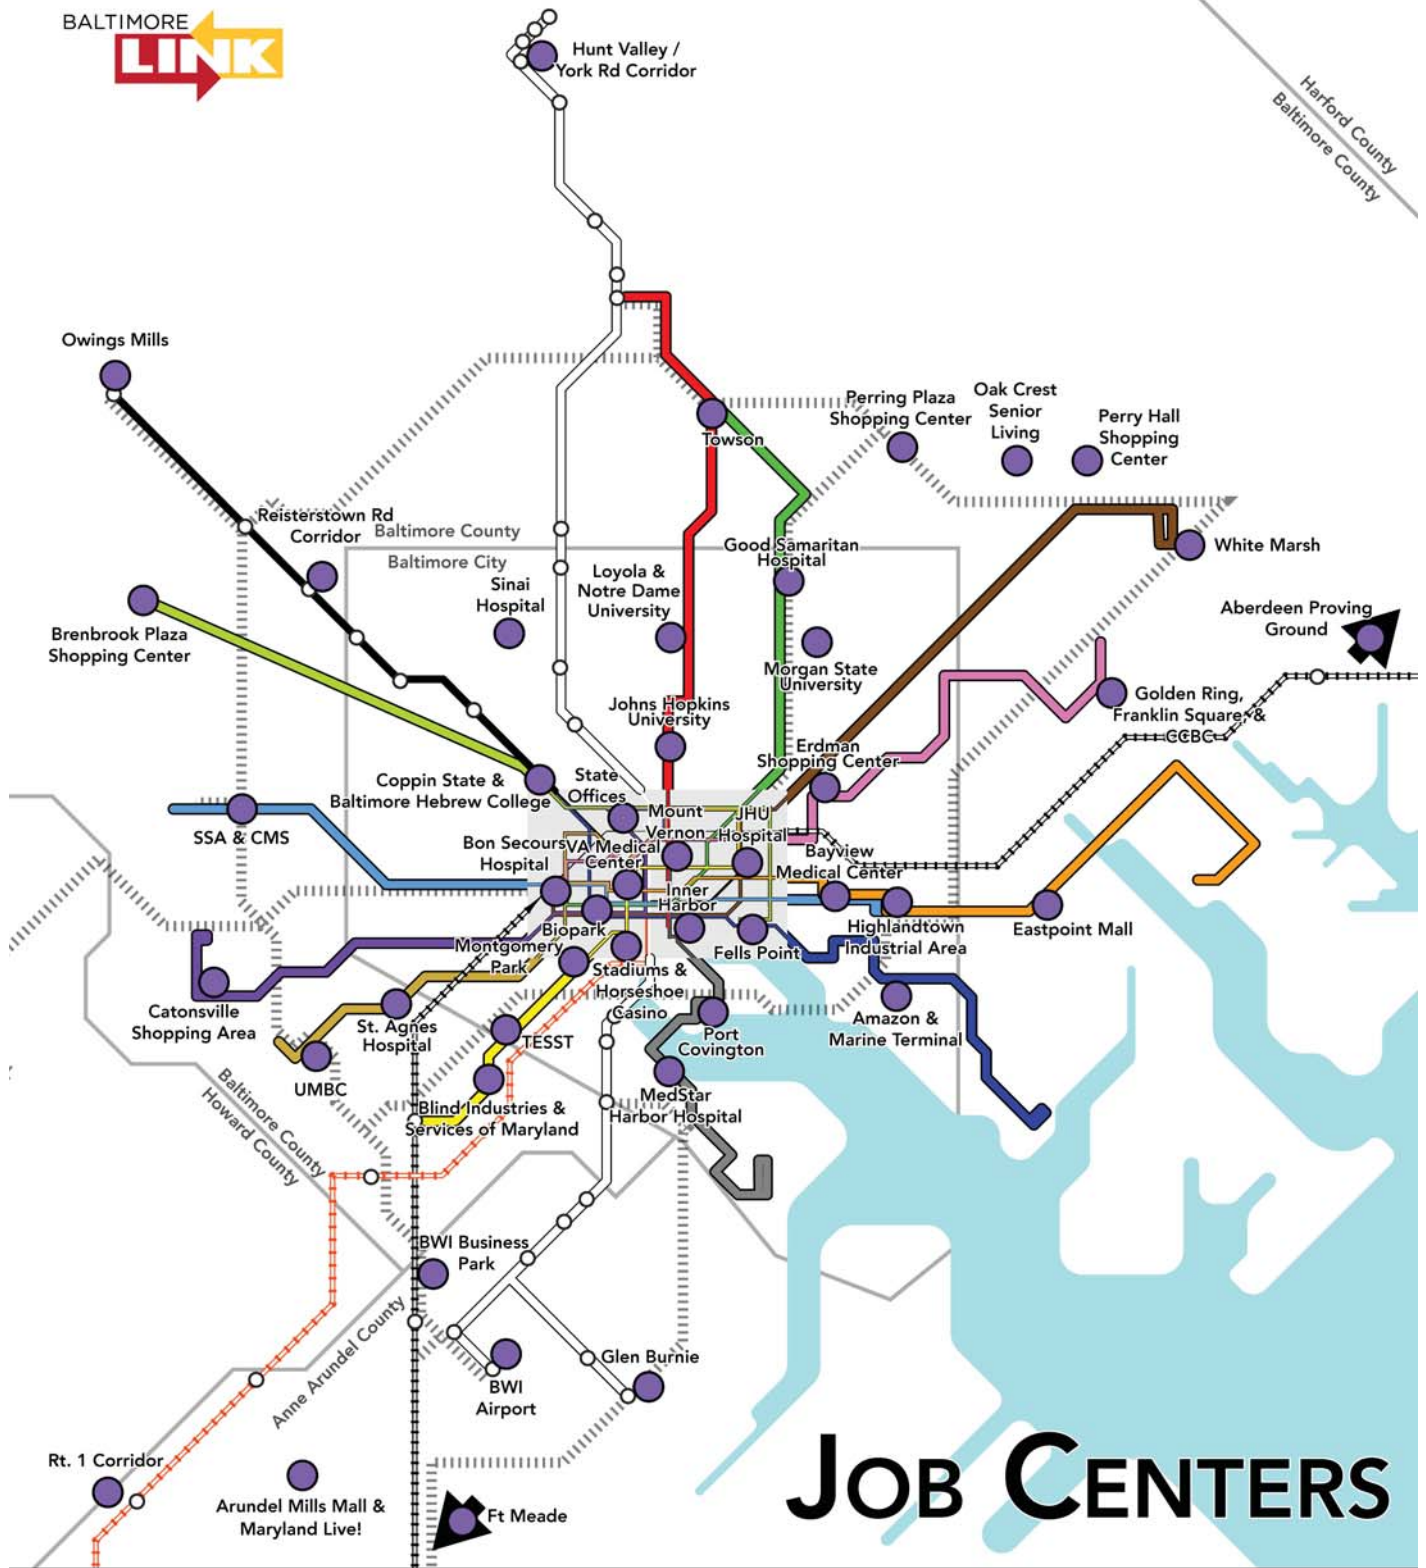 BALTIMORE
LINK
Hunt Valley /
York Rd Corridor
Harford County
Baltimore County
Owings Mills
Towson
Perring Plaza
Shopping Center
Oak Crest
Senior
Living
Perry Hall
Shopping
Center
Reisterstown Rd
Corridor
Baltimore County
Baltimore City
Sinai
Hospital
Loyola &
Notre Dame
University
Good Samaritan
Hospital
White Marsh
Brenbrook Plaza
Shopping Center
Morgan State
University
Aberdeen Proving
Ground
Johns Hopkins
University
Golden Ring,
Franklin Square, &
CCBC
Erdman
Shopping Center
Coppin State &
Baltimore Hebrew College
State
Offices
SSA & CMS
Mount
Vernon
JHU
Hospital
Bon Secours
Hospital
VA Medical
Center
Bayview
Medical Center
Inner
Harbor
Biopark
Fells Point
Highlandtown
Industrial Area
Eastpoint Mall
Montgomery
Park
Stadiums &
Horseshoe
Casino
Catonsville
Shopping Area
St. Agnes
Hospital
TESST
Port
Covington
Amazon &
Marine Terminal
UMBC
Blind Industries &
Services of Maryland
MedStar
Harbor Hospital
Baltimore County
Howard County
BWI Business
Park
Anne Arundel County
BWI
Airport
Glen Burnie
Rt. 1 Corridor
Arundel Mills Mall &
Maryland Live!
Ft Meade
JOB CENTERS